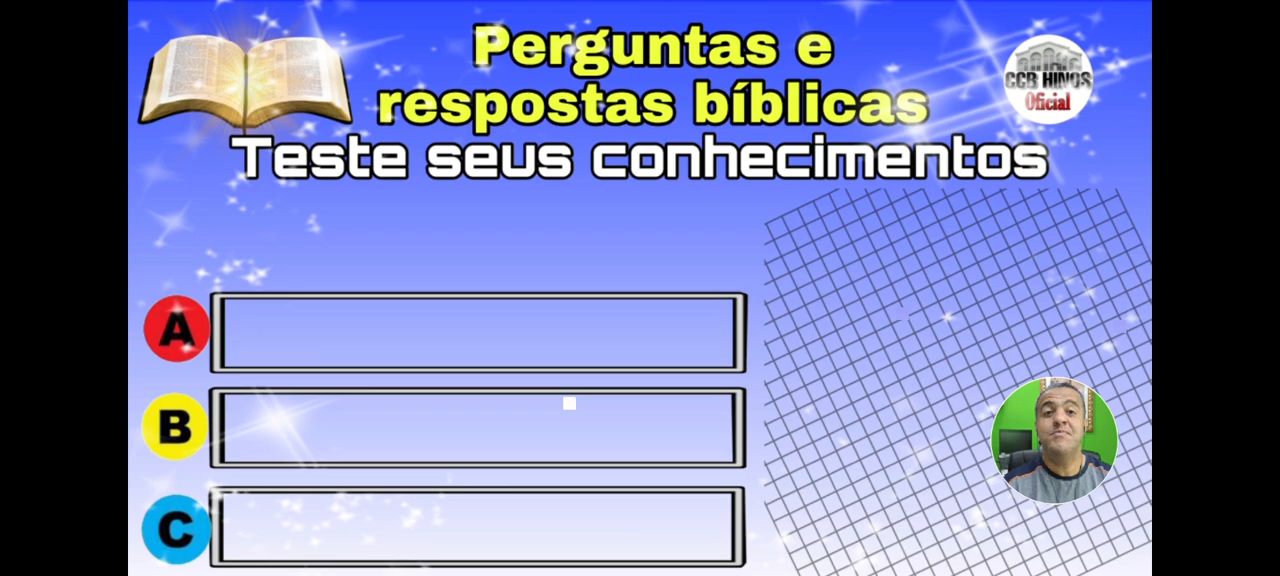 Perguntas e
respostas bíblicas
Teste seus conhecimentos
CCB HINOS
Oficial
A
B
C